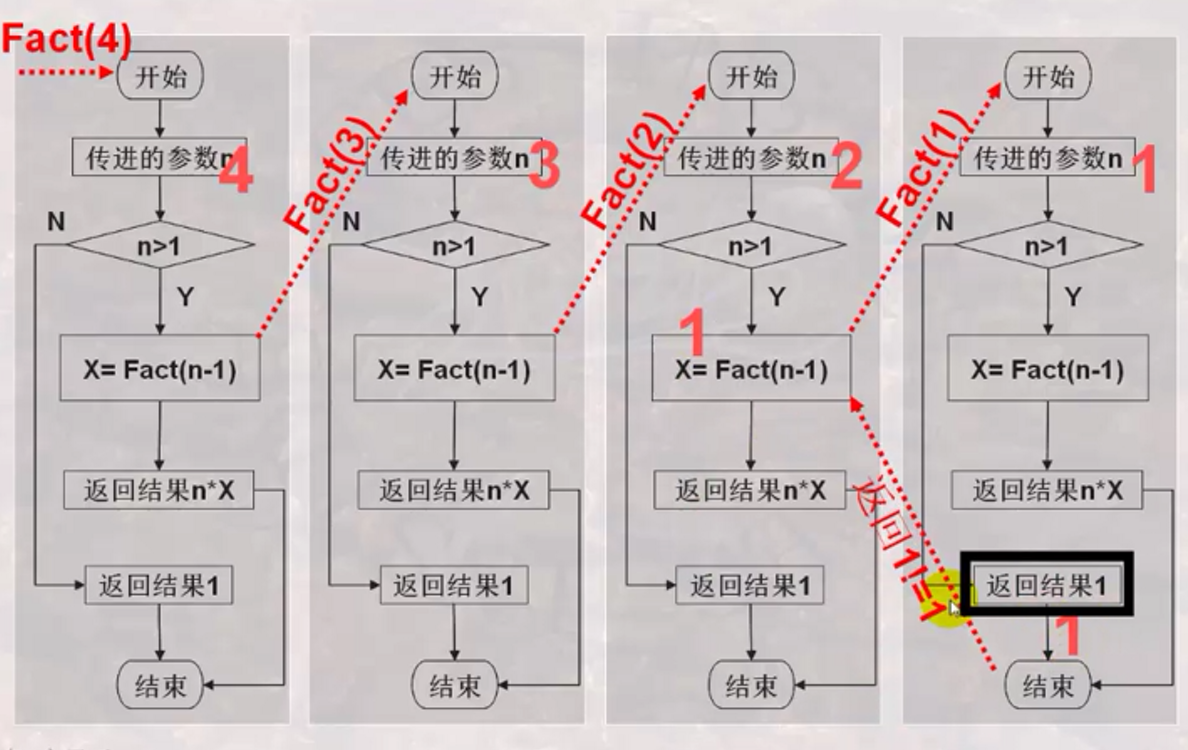 Fact(4)
开始
传进的参数n
4
N
n>1
Y
X= Fact(n-1)
返回结果n*X
返回结果1
结束
Fact(3)
开始
传进的参数n
3
N
n>1
Y
X= Fact(n-1)
返回结果n*X
返回结果1
结束
Fact(2)
开始
传进的参数n
2
N
n>1
Y
1
X= Fact(n-1)
返回结果n*X
返回结果1
结束
Fact(1)
开始
传进的参数n
1
N
n>1
Y
X= Fact(n-1)
返回结果n*X
返回1!=1
返回结果1
1
结束